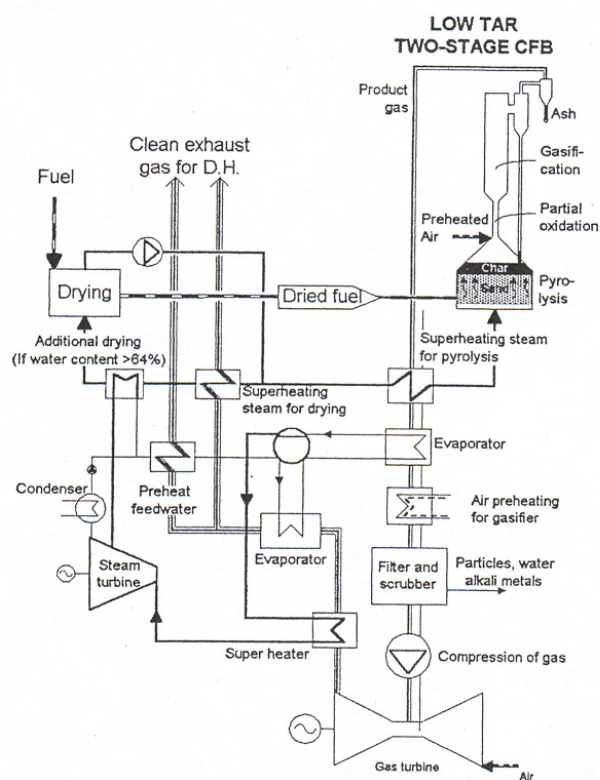 LOW TAR
TWO-STAGE CFB
Product
gas
Ash
Clean exhaust
gas for D.H.
Gasifi-
cation
Fuel
Preheated
Air
Partial
oxidation
Char
Sand
Drying
Dried fuel
Pyro-
lysis
Additional drying
(If water content >64%)
Superheating steam
for pyrolysis
Superheating
steam for drying
Evaporator
Condenser
Preheat
feedwater
Air preheating
for gasifier
Evaporator
Steam
turbine
Filter and
scrubber
Particles, water
alkali metals
Super heater
Compression of gas
Gas turbine
Air